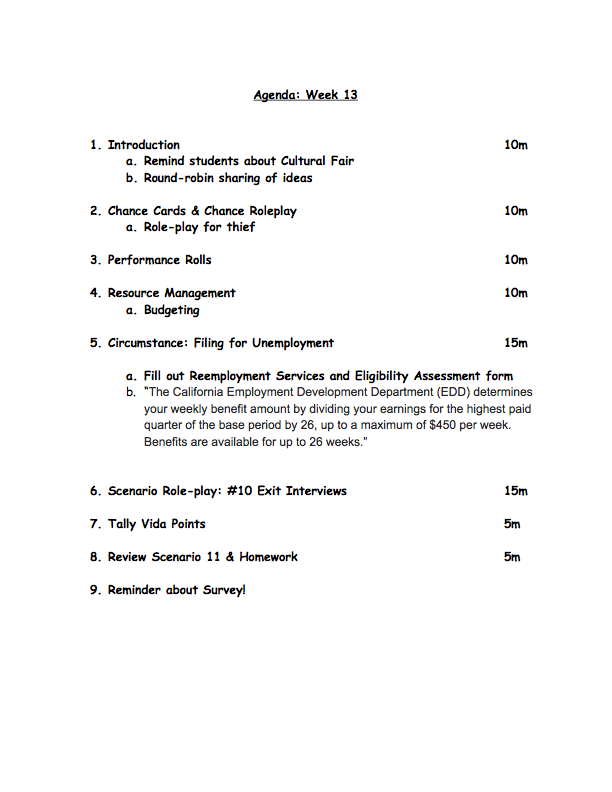 Agenda: Week 13
1. Introduction 10m
a. Remind students about Cultural Fair
b. Round-robin sharing of ideas
2. Chance Cards & Chance Roleplay 10m
a. Role-play for thief
3. Performance Rolls 10m
4. Resource Management 10m
a. Budgeting
5. Circumstance: Filing for Unemployment 15m
a. Fill out Reemployment Services and Eligibility Assessment form
b. "The California Employment Development Department (EDD) determines
your weekly benefit amount by dividing your earnings for the highest paid
quarter of the base period by 26, up to a maximum of $450 per week.
Benefits are available for up to 26 weeks."
6. Scenario Role-play: #10 Exit Interviews 15m
7. Tally Vida Points 5m
8. Review Scenario 11 & Homework 5m
9. Reminder about Survey!